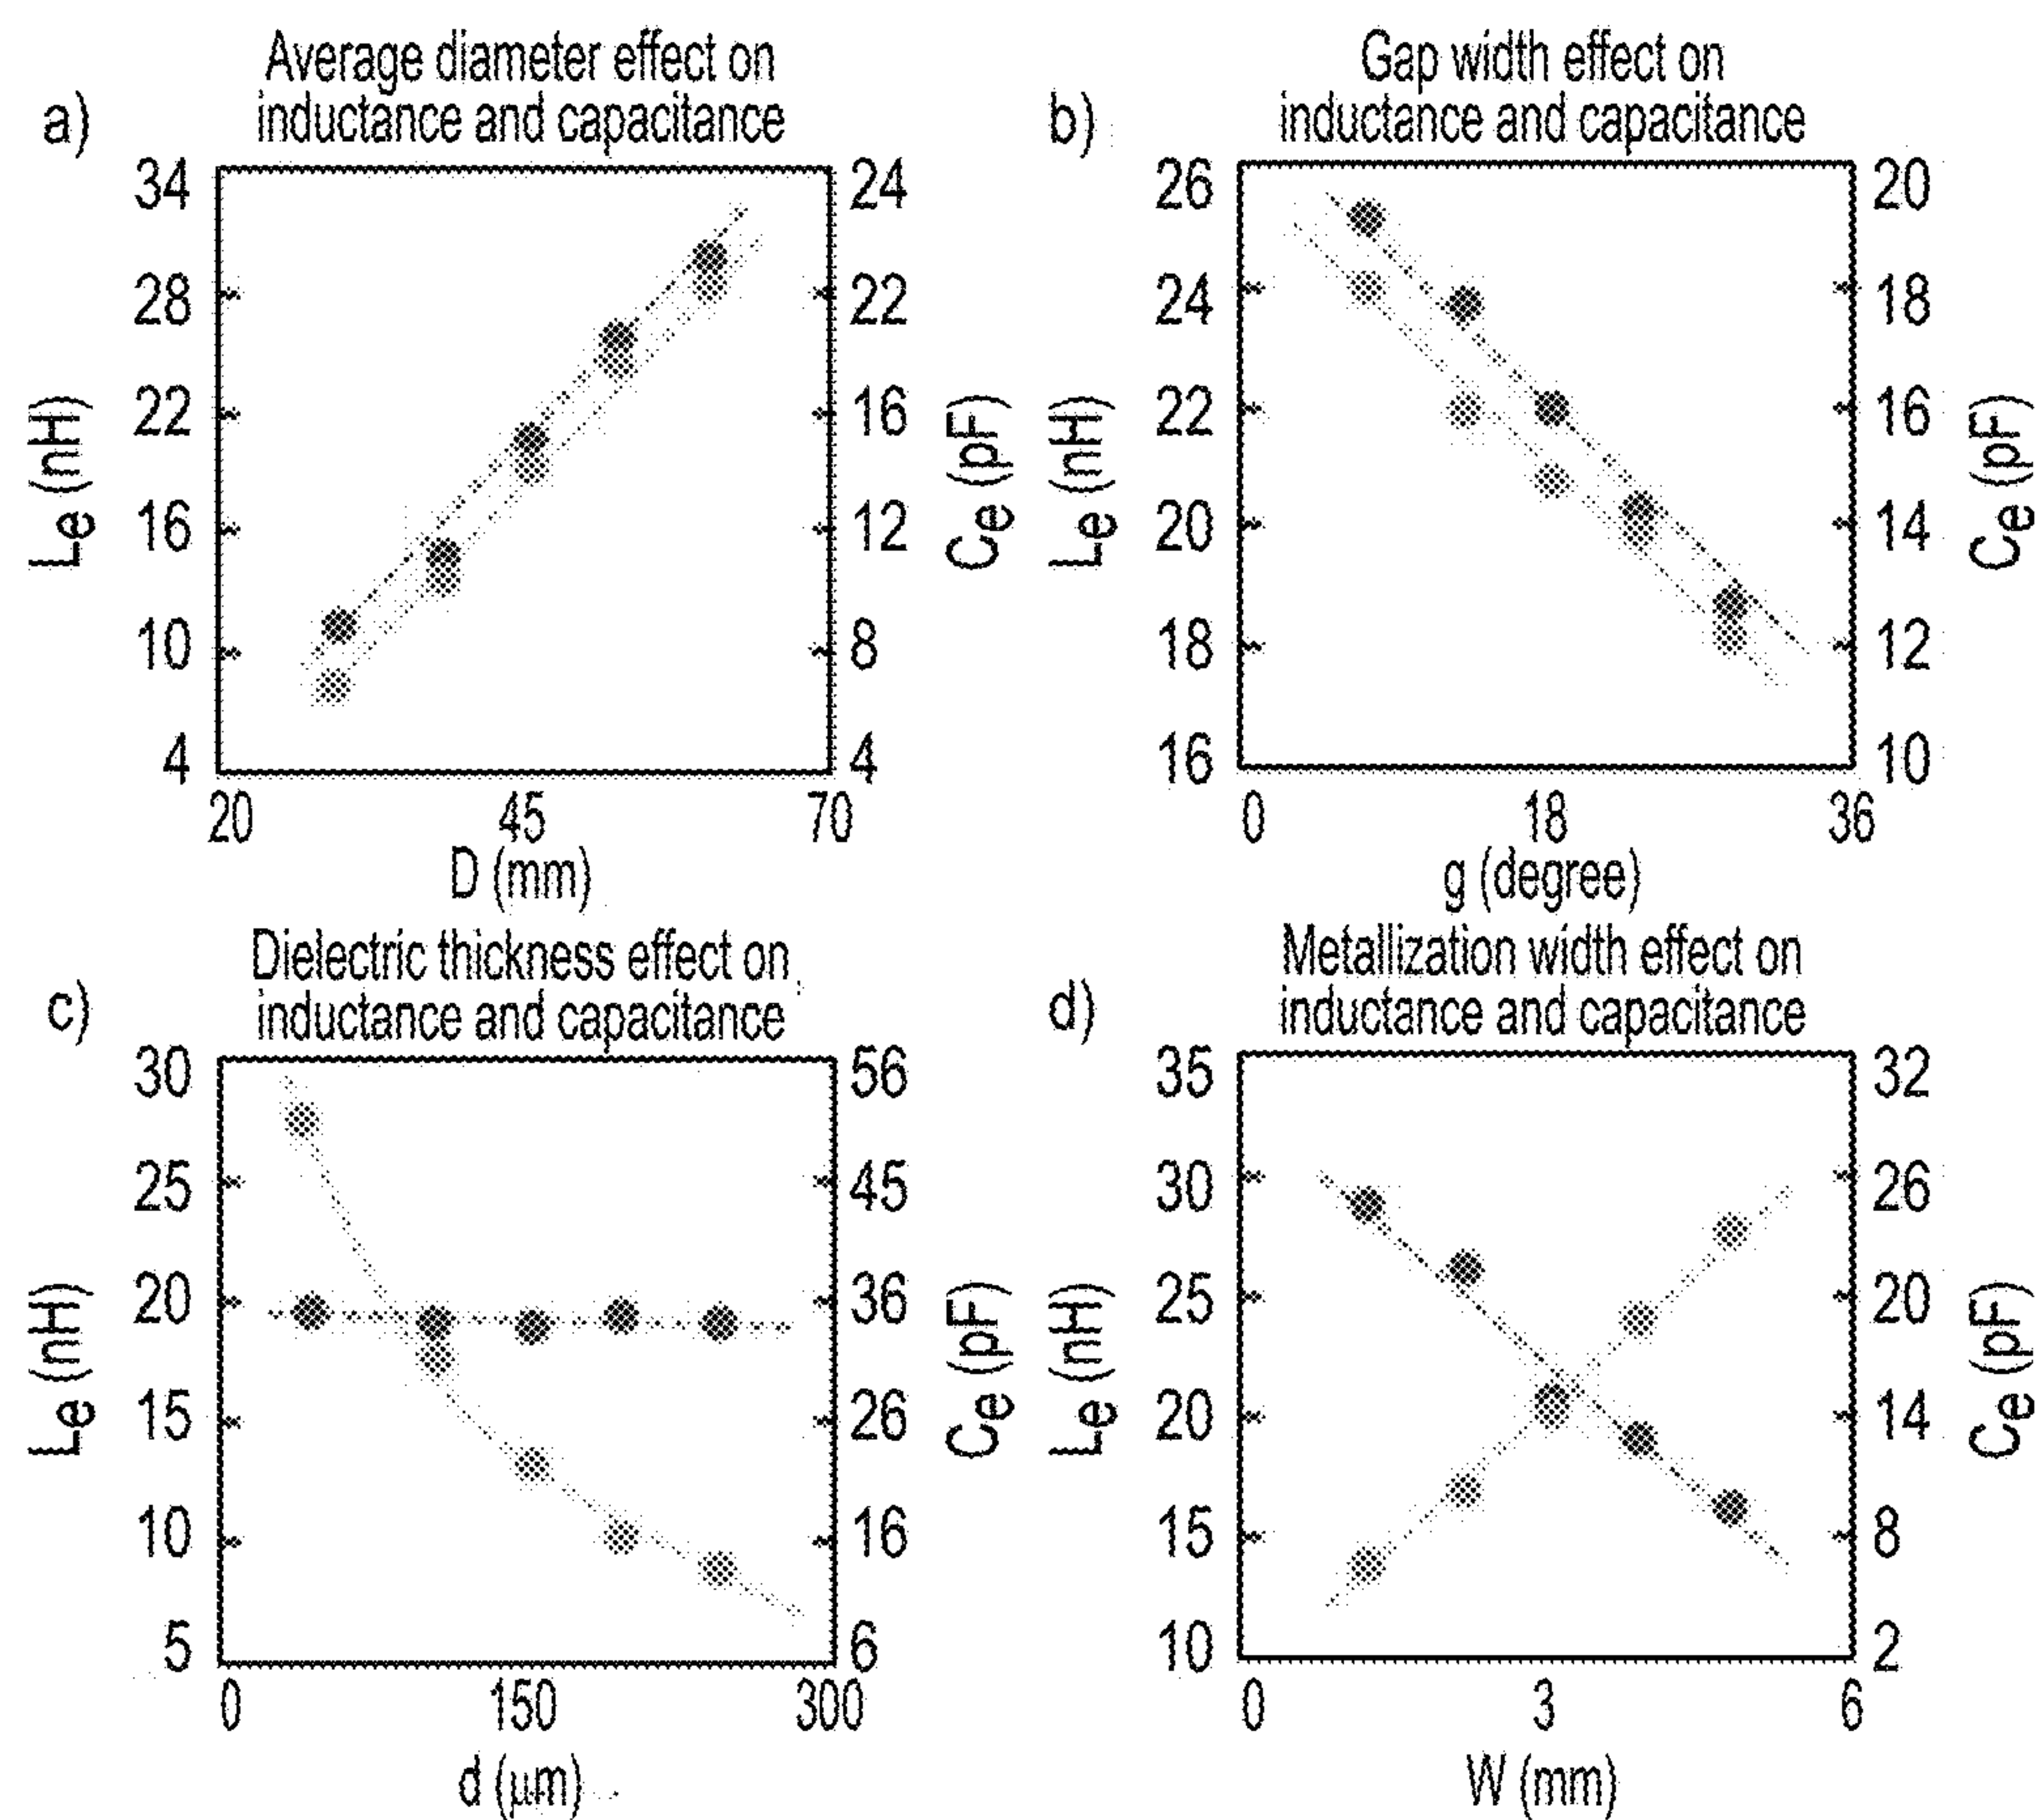 a)
Average diameter effect on
inductance and capacitance
34
28
22
16
10
4
Le (nH)
24
22
16
12
8
4
Ce (pF)
20 45 70
D (mm)
b)
Gap width effect on
inductance and capacitance
26
24
22
20
18
16
Le (nH)
20
18
16
14
12
10
Ce (pF)
0 18 36
g (degree)
c)
Dielectric thickness effect on
inductance and capacitance
30
25
20
15
10
5
Le (nH)
56
45
36
26
16
6
Ce (pF)
0 150 300
d (μm)
d)
Metallization width effect on
inductance and capacitance
35
30
25
20
15
10
Le (nH)
32
26
20
14
8
2
Ce (pF)
0 3 6
W (mm)